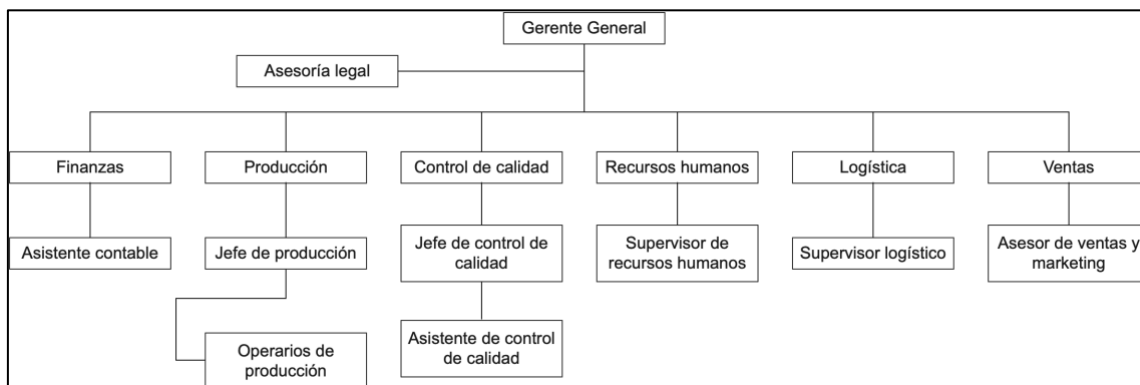 Gerente General
Asesoría legal
Finanzas
Producción
Control de calidad
Recursos humanos
Logística
Ventas
Asistente contable
Jefe de producción
Jefe de control de
calidad
Supervisor de
recursos humanos
Supervisor logístico
Asesor de ventas y
marketing
Operarios de
producción
Asistente de control
de calidad